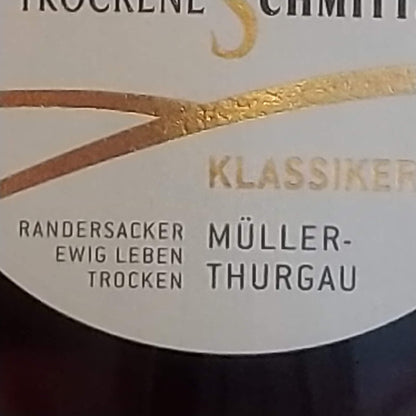 TROCKENE SCHMITT
KLASSIKER
RANDERSACKER
EWIG LEBEN
TROCKEN
MÜLLER-
THURGAU